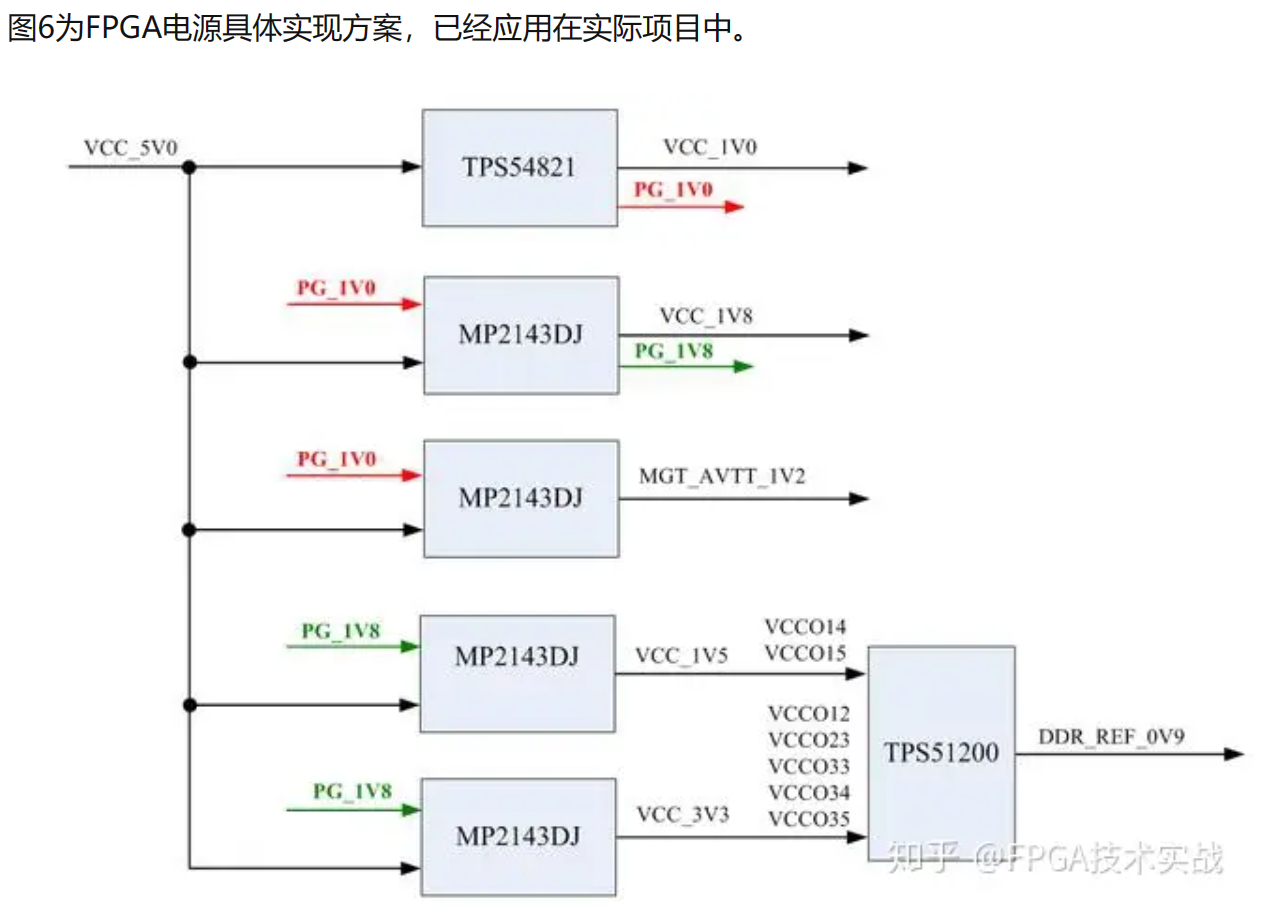 图6为FPGA电源具体实现方案，已经应用在实际项目中。
VCC_5V0
TPS54821
VCC_1V0
PG_1V0
PG_1V0
MP2143DJ
VCC_1V8
PG_1V8
PG_1V0
MP2143DJ
MGT_AVTT_1V2
PG_1V8
MP2143DJ
VCC_1V5
VCCO14
VCCO15
VCCO12
VCCO23
VCCO33
VCCO34
VCCO35
TPS51200
DDR_REF_0V9
PG_1V8
MP2143DJ
VCC_3V3
知乎 @FPGA技术实战